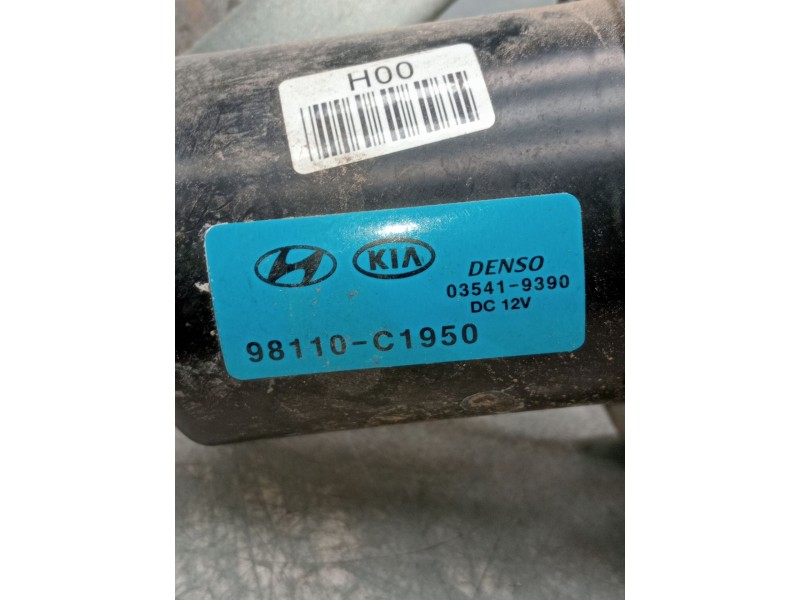 H00
KIA
DENSO
03541-9390
DC 12V
98110-C1950